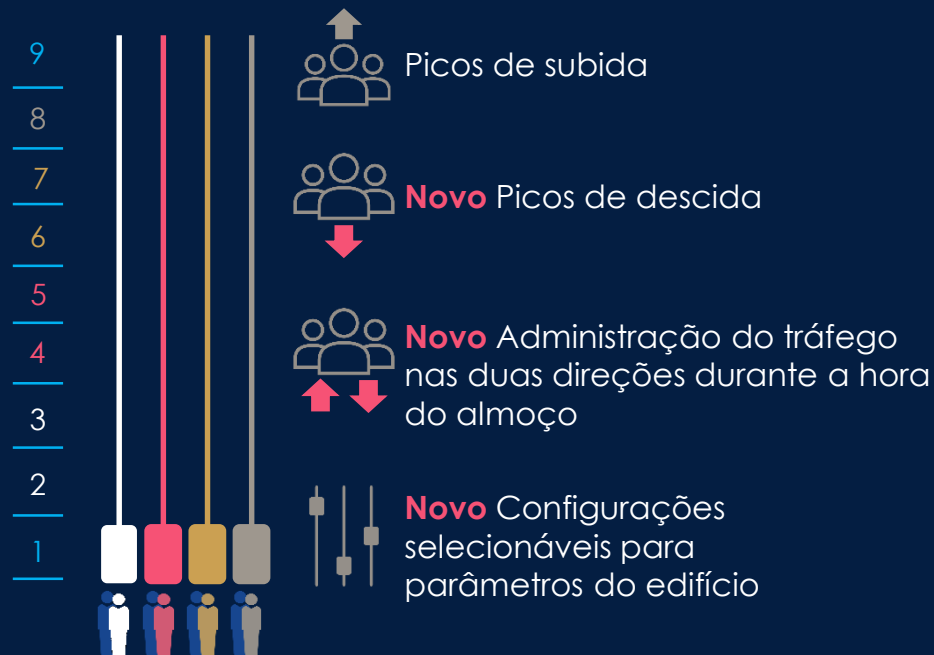 9
8
7
6
5
4
3
2
1
Picos de subida
Novo Picos de descida
Novo Administração do tráfego
nas duas direções durante a hora
do almoço
Novo Configurações
selecionáveis para
parâmetros do edifício